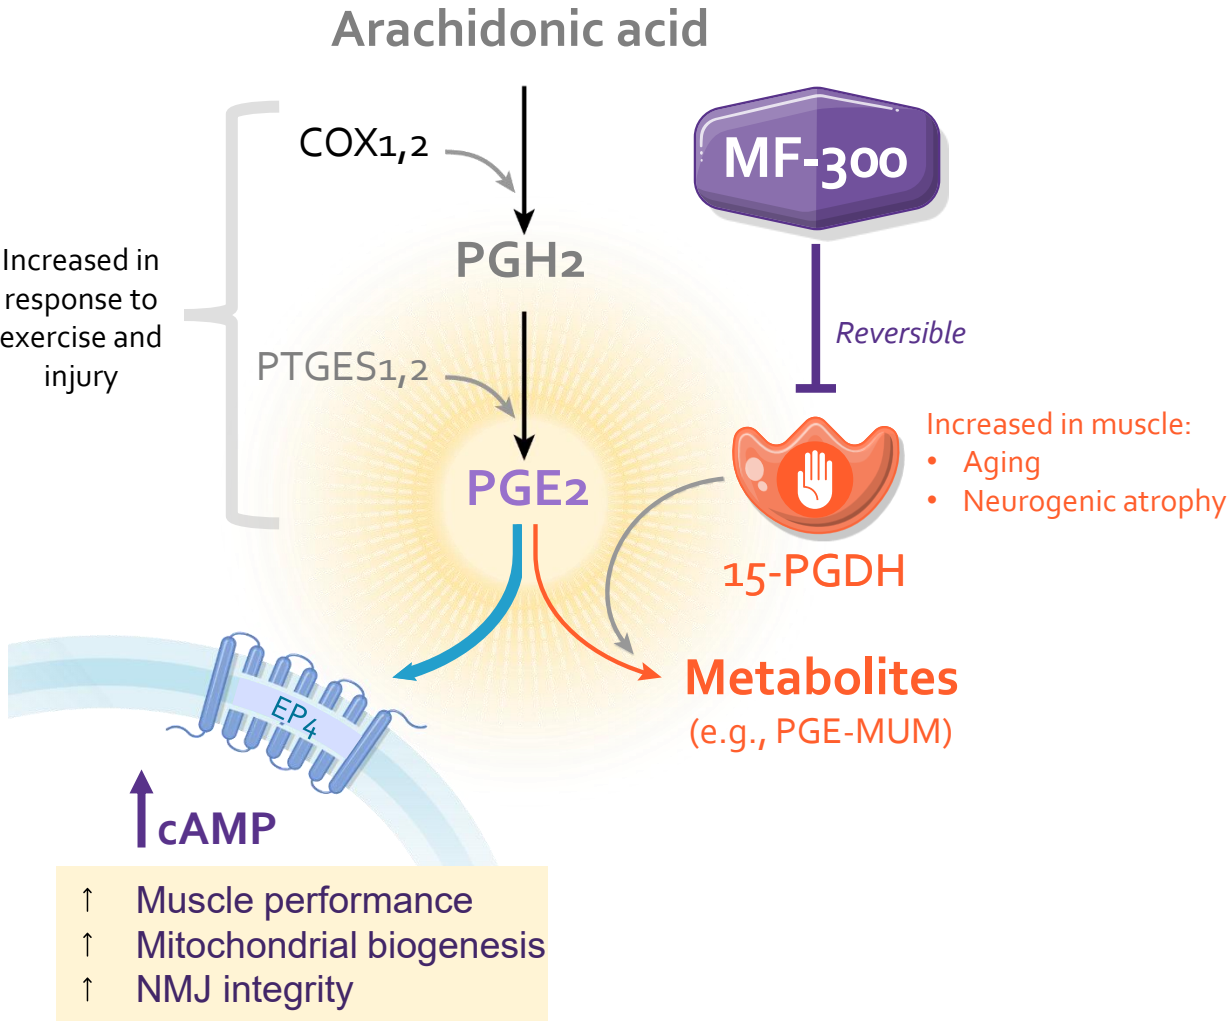 Arachidonic acid
COX1,2
MF-300
PGH2
Increased in
response to
exercise and
injury
Reversible
PTGES1,2
Increased in muscle:
• Aging
• Neurogenic atrophy
PGE2
15-PGDH
Metabolites
(e.g., PGE-MUM)
EP4
cAMP
↑ Muscle performance
↑ Mitochondrial biogenesis
↑ NMJ integrity